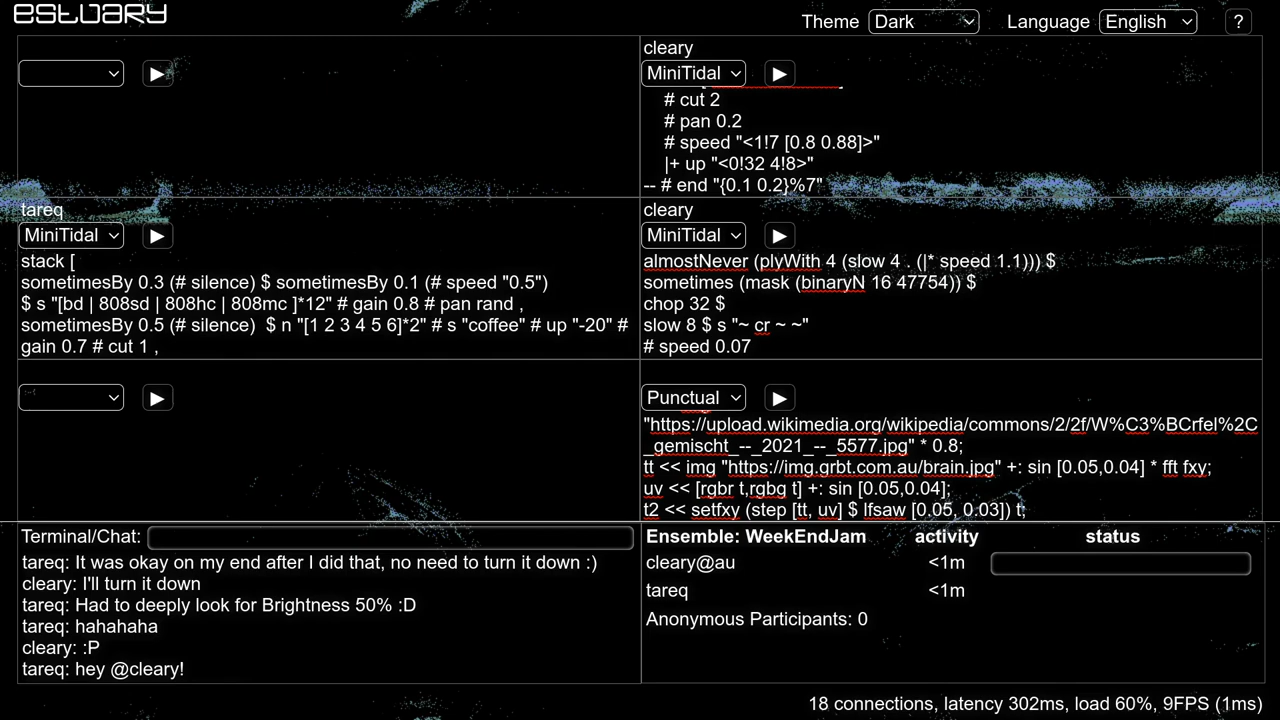 estuary
Theme Dark Language English ?
cleary
MiniTidal
# cut 2
# pan 0.2
# speed "<1!7 [0.8 0.88]>"
|+ up "<0!32 4!8>"
-- # end "{0.1 0.2}%7"
tareq
MiniTidal
stack [
sometimesBy 0.3 (# silence) $ sometimesBy 0.1 (# speed "0.5")
$ s "[bd | 808sd | 808hc | 808mc ]*12" # gain 0.8 # pan rand ,
sometimesBy 0.5 (# silence)  $ n "[1 2 3 4 5 6]*2" # s "coffee" # up "-20" #
gain 0.7 # cut 1 ,
cleary
MiniTidal
almostNever (plyWith 4 (slow 4 . (|* speed 1.1))) $
sometimes (mask (binaryN 16 47754)) $
chop 32 $
slow 8 $ s "~ cr ~ ~"
# speed 0.07
Punctual
"https://upload.wikimedia.org/wikipedia/commons/2/2f/W%C3%BCrfel%2C
_gemischt_--_2021_--_5577.jpg" * 0.8;
tt << img "https://img.grbt.com.au/brain.jpg" +: sin [0.05,0.04] * fft fxy;
uv << [rgbr t,rgbg t] +: sin [0.05,0.04];
t2 << setfxy (step [tt, uv] $ lfsaw [0.05, 0.03]) t;
Terminal/Chat:
tareq: It was okay on my end after I did that, no need to turn it down :)
cleary: I'll turn it down
tareq: Had to deeply look for Brightness 50% :D
tareq: hahahaha
cleary: :P
tareq: hey @cleary!
Ensemble: WeekEndJam activity status
cleary@au <1m
tareq <1m
Anonymous Participants: 0
18 connections, latency 302ms, load 60%, 9FPS (1ms)